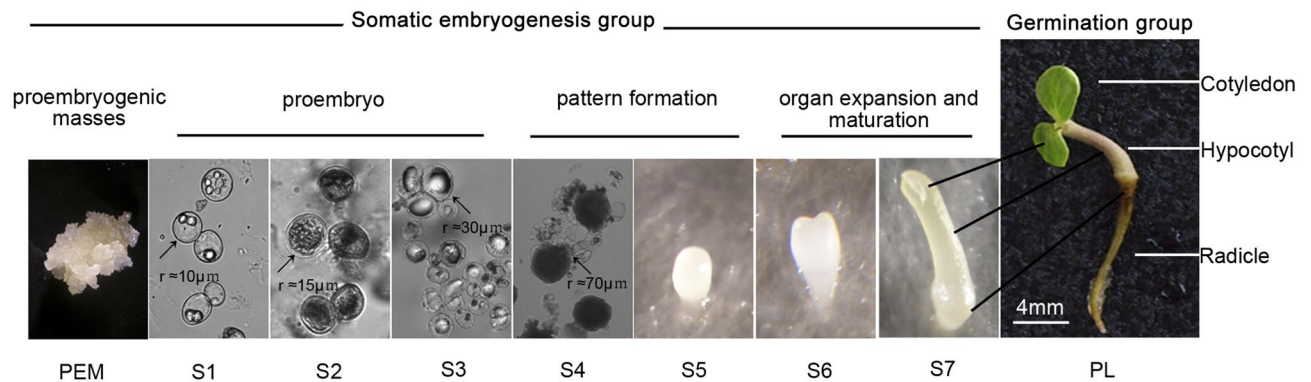 Somatic embryogenesis group
Germination group
proembryogenic
masses
proembryo
pattern formation
organ expansion and
maturation
Cotyledon
Hypocotyl
Radicle
r ≈10μm
r ≈15μm
r ≈30μm
r ≈70μm
4mm
PEM
S1
S2
S3
S4
S5
S6
S7
PL